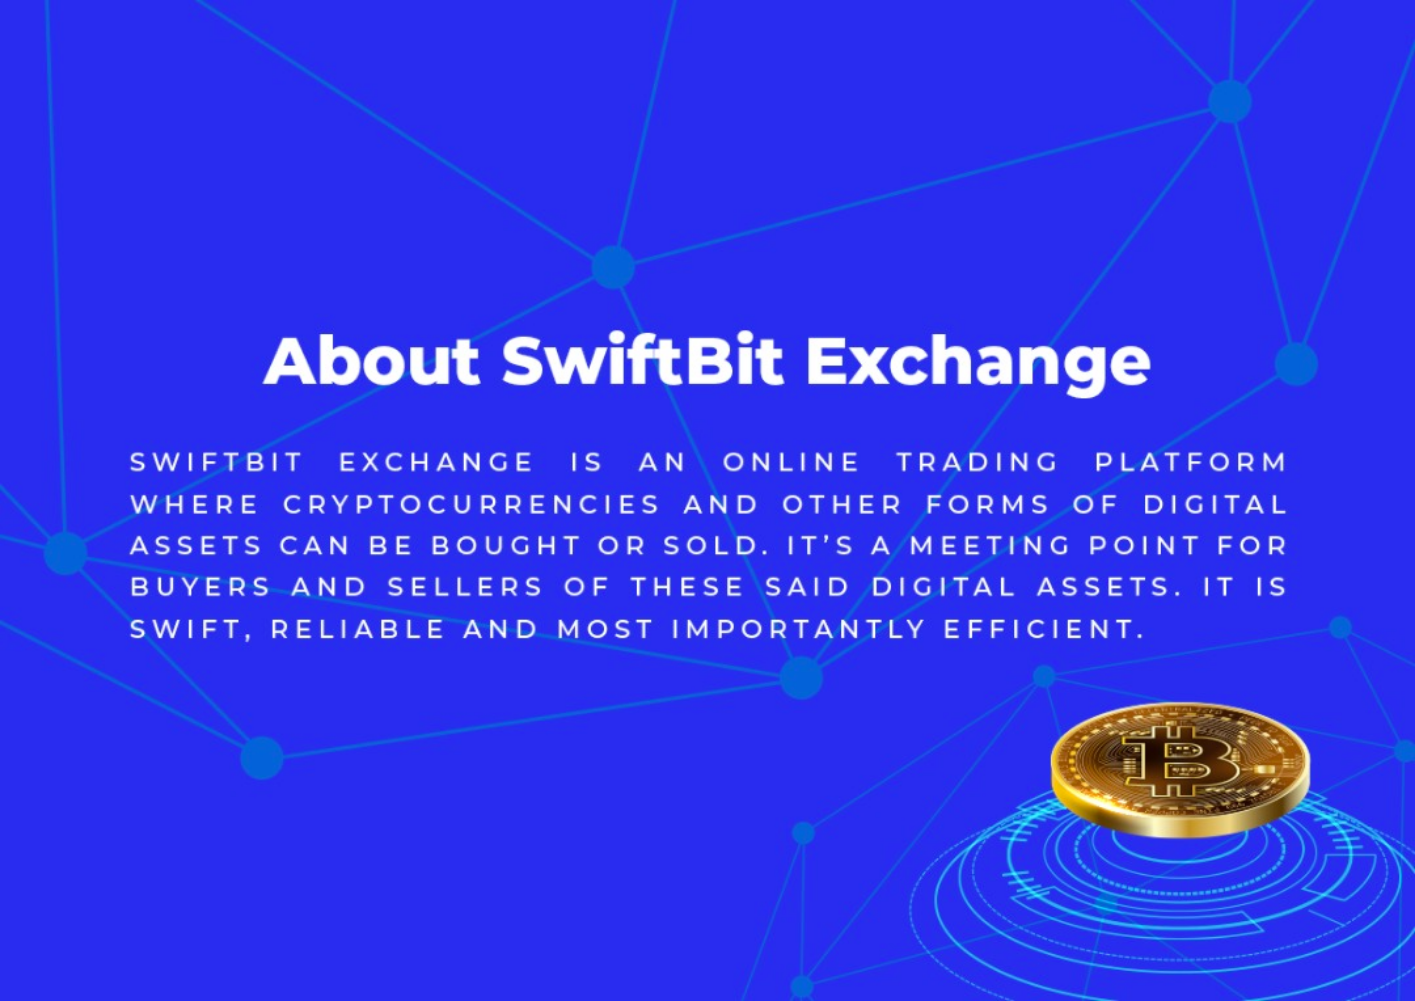 About SwiftBit Exchange
SWIFTBIT EXCHANGE IS AN ONLINE TRADING PLATFORM
WHERE CRYPTOCURRENCIES AND OTHER FORMS OF DIGITAL
ASSETS CAN BE BOUGHT OR SOLD. IT’S A MEETING POINT FOR
BUYERS AND SELLERS OF THESE SAID DIGITAL ASSETS. IT IS
SWIFT, RELIABLE AND MOST IMPORTANTLY EFFICIENT.